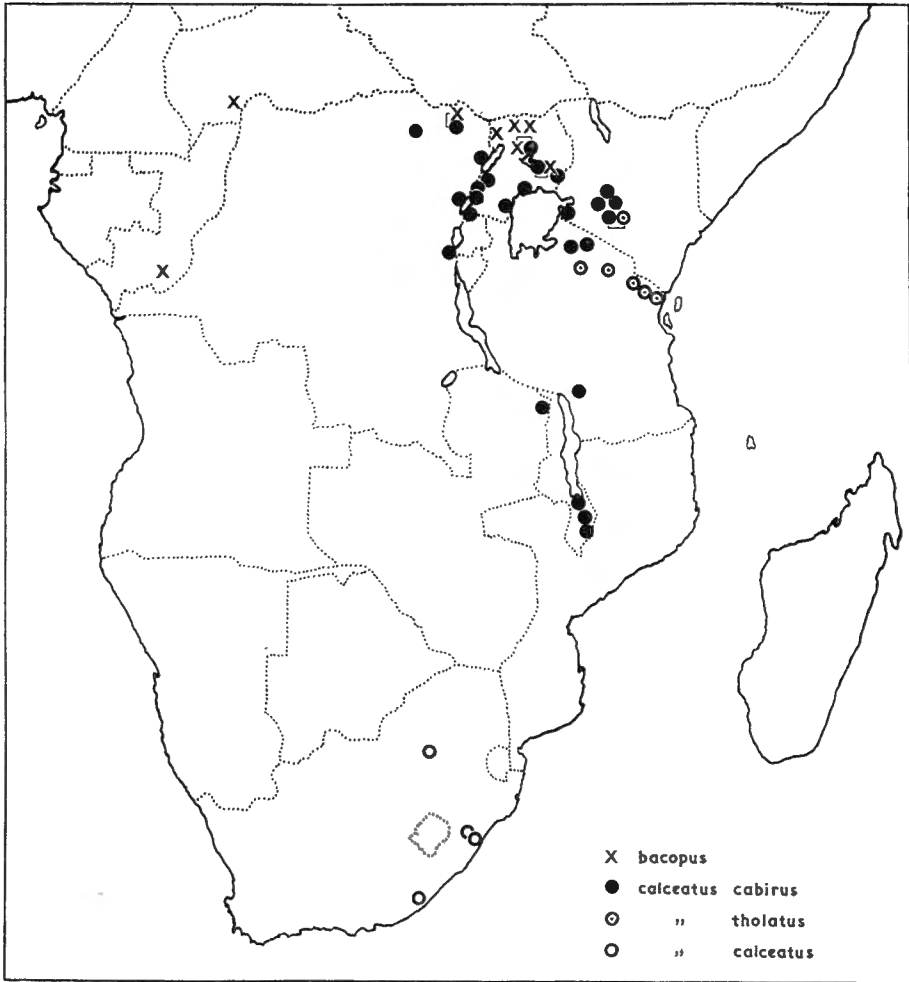 X bacopus
● calceatus cabirus
⊙ „ tholatus
○ „ calceatus